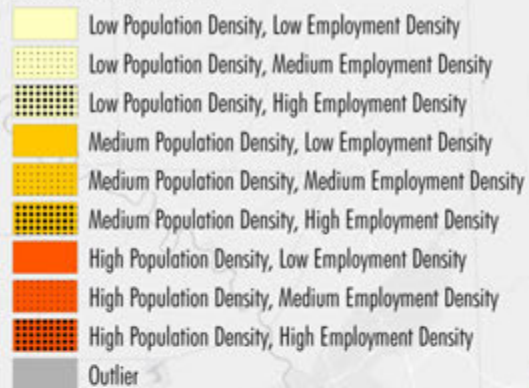 Low Population Density, Low Employment Density
Low Population Density, Medium Employment Density
Low Population Density, High Employment Density
Medium Population Density, Low Employment Density
Medium Population Density, Medium Employment Density
Medium Population Density, High Employment Density
High Population Density, Low Employment Density
High Population Density, Medium Employment Density
High Population Density, High Employment Density
Outlier